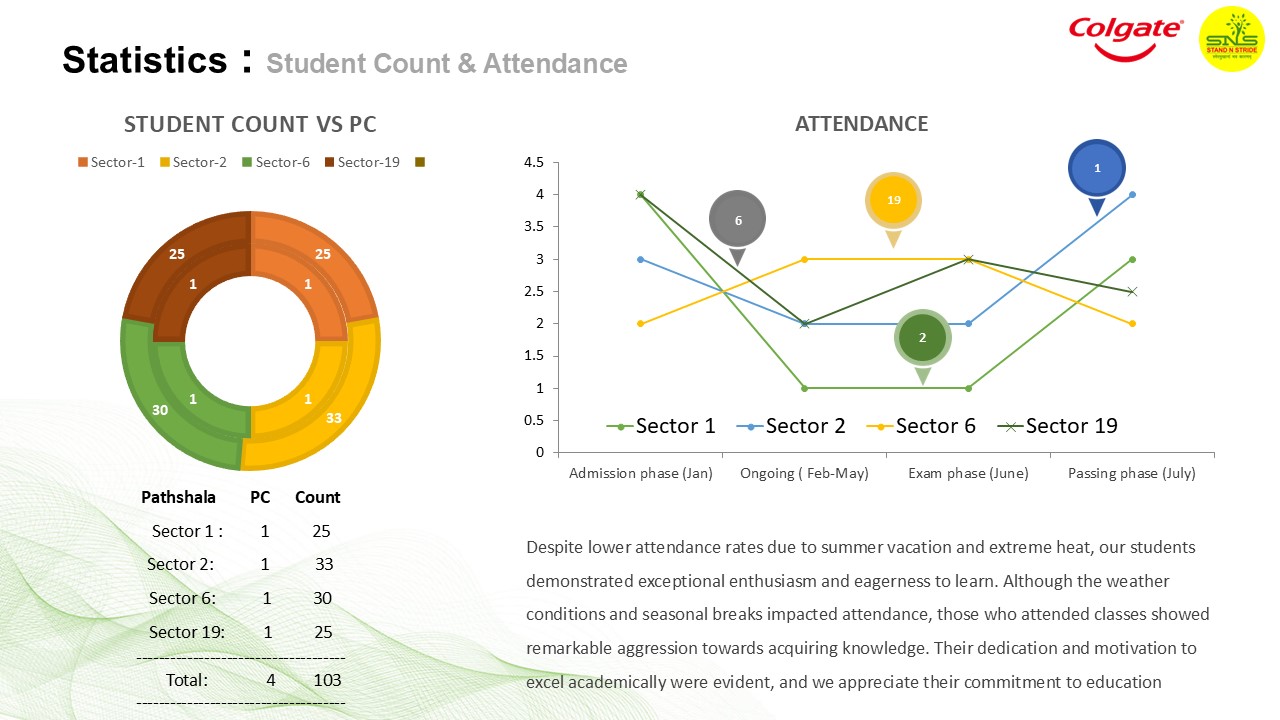 Statistics : Student Count & Attendance
Colgate®
SNS
STAND N STRIDE
STUDENT COUNT VS PC
Sector-1 Sector-2 Sector-6 Sector-19
25 25
1 1
1 1
30 33
Pathshala PC Count
Sector 1 : 1 25
Sector 2: 1 33
Sector 6: 1 30
Sector 19: 1 25
-----------------------------------
Total: 4 103
-----------------------------------
ATTENDANCE
4.5
4
3.5
3
2.5
2
1.5
1
0.5
0
1
19
6
2
Sector 1 Sector 2 Sector 6 Sector 19
Admission phase (Jan) Ongoing ( Feb-May) Exam phase (June) Passing phase (July)
Despite lower attendance rates due to summer vacation and extreme heat, our students
demonstrated exceptional enthusiasm and eagerness to learn. Although the weather
conditions and seasonal breaks impacted attendance, those who attended classes showed
remarkable aggression towards acquiring knowledge. Their dedication and motivation to
excel academically were evident, and we appreciate their commitment to education